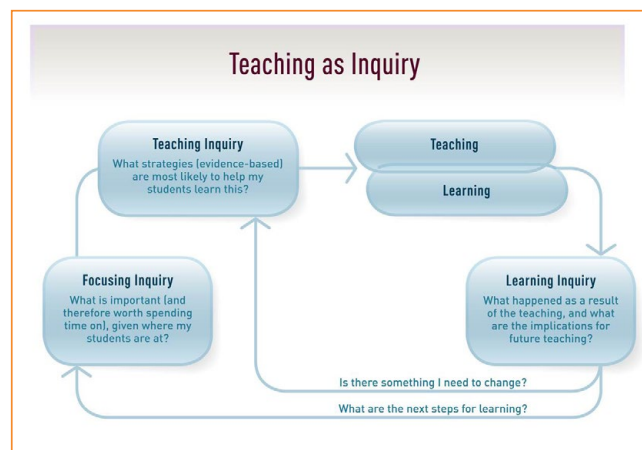 Teaching as Inquiry
Teaching Inquiry
What strategies (evidence-based)
are most likely to help my
students learn this?
Teaching
Learning
Focusing Inquiry
What is important (and
therefore worth spending
time on), given where my
students are at?
Learning Inquiry
What happened as a result
of the teaching, and what
are the implications for
future teaching?
Is there something I need to change?
What are the next steps for learning?